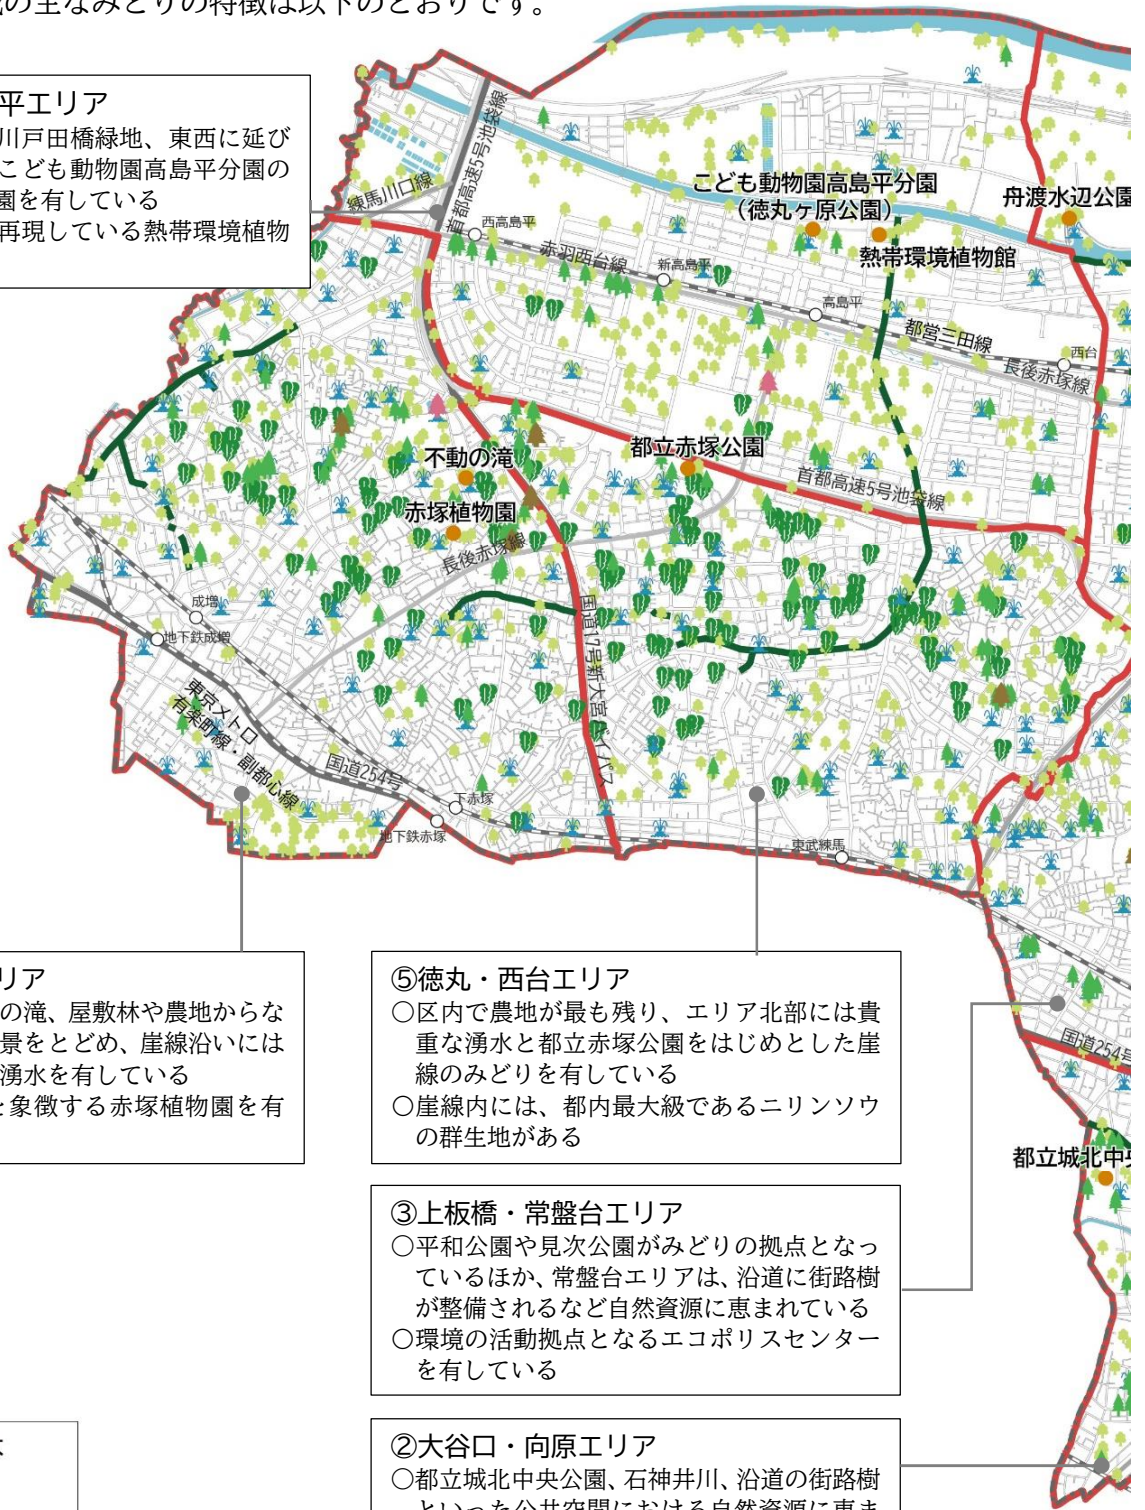 の主なみどりの特徴は以下のとおりです。
平エリア
川戸田橋緑地、東西に延び
こども動物園高島平分園の
園を有している
再現している熱帯環境植物
練馬川口線
首都高速5号池袋線
西高島平
赤羽西台線
新高島平
こども動物園高島平分園
（徳丸ヶ原公園）
熱帯環境植物館
舟渡水辺公園
高島平
都営三田線
西台
長後赤塚線
不動の滝
都立赤塚公園
首都高速5号池袋線
赤塚植物園
長後赤塚線
成増
地下鉄成増
国道17号新大宮バイパス
東京メトロ
有楽町線・副都心線
国道254号
下赤塚
地下鉄赤塚
東武練馬
リア
の滝、屋敷林や農地からな
景をとどめ、崖線沿いには
湧水を有している
を象徴する赤塚植物園を有
⑤徳丸・西台エリア
○区内で農地が最も残り、エリア北部には貴
重な湧水と都立赤塚公園をはじめとした崖
線のみどりを有している
○崖線内には、都内最大級であるニリンソウ
の群生地がある
国道254号
都立城北中央
③上板橋・常盤台エリア
○平和公園や見次公園がみどりの拠点となっ
ているほか、常盤台エリアは、沿道に街路樹
が整備されるなど自然資源に恵まれている
○環境の活動拠点となるエコポリスセンター
を有している
②大谷口・向原エリア
○都立城北中央公園、石神井川、沿道の街路樹
といった公共空間における自然資源に恵ま